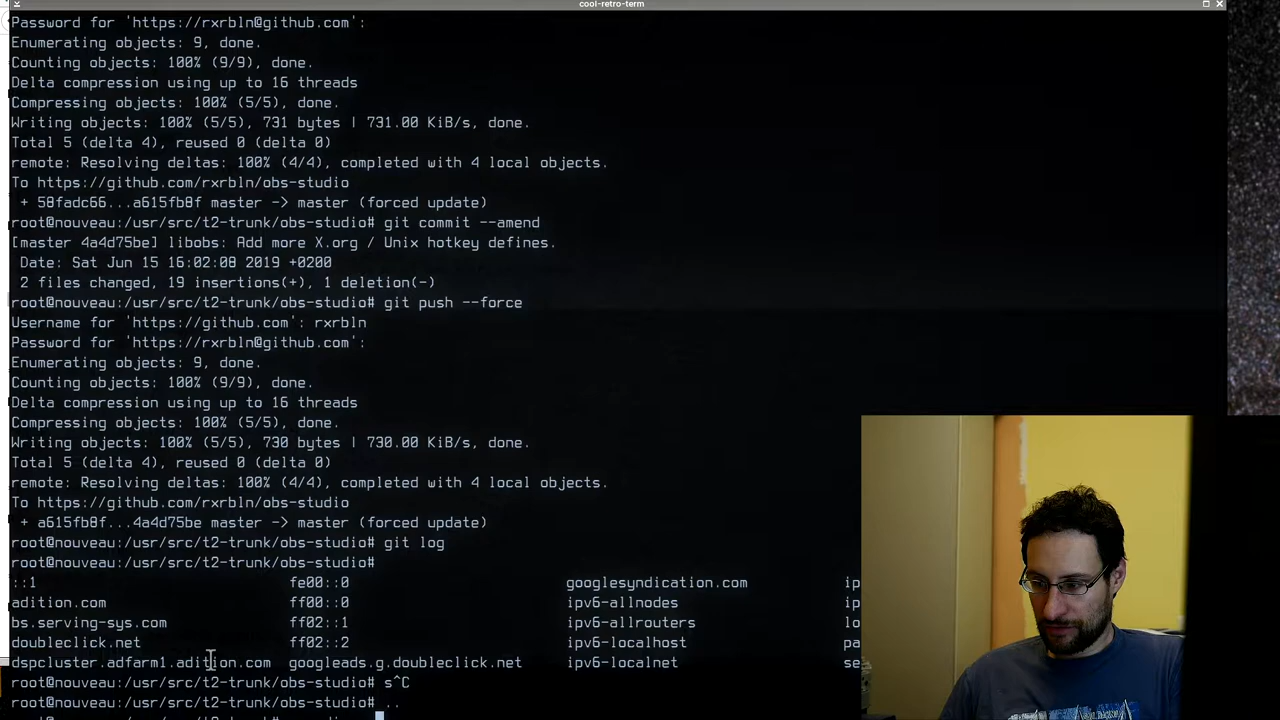 cool-retro-term
Password for 'https://rxrbln@github.com':
Enumerating objects: 9, done.
Counting objects: 100% (9/9), done.
Delta compression using up to 16 threads
Compressing objects: 100% (5/5), done.
Writing objects: 100% (5/5), 731 bytes | 731.00 KiB/s, done.
Total 5 (delta 4), reused 0 (delta 0)
remote: Resolving deltas: 100% (4/4), completed with 4 local objects.
To https://github.com/rxrbln/obs-studio
+ 58fadc66...a615fb8f master -> master (forced update)
root@nouveau:/usr/src/t2-trunk/obs-studio# git commit --amend
[master 4a4d75be] libobs: Add more X.org / Unix hotkey defines.
Date: Sat Jun 15 16:02:08 2019 +0200
2 files changed, 19 insertions(+), 1 deletion(-)
root@nouveau:/usr/src/t2-trunk/obs-studio# git push --force
Username for 'https://github.com': rxrbln
Password for 'https://rxrbln@github.com':
Enumerating objects: 9, done.
Counting objects: 100% (9/9), done.
Delta compression using up to 16 threads
Compressing objects: 100% (5/5), done.
Writing objects: 100% (5/5), 730 bytes | 730.00 KiB/s, done.
Total 5 (delta 4), reused 0 (delta 0)
remote: Resolving deltas: 100% (4/4), completed with 4 local objects.
To https://github.com/rxrbln/obs-studio
+ a615fb8f...4a4d75be master -> master (forced update)
root@nouveau:/usr/src/t2-trunk/obs-studio# git log
root@nouveau:/usr/src/t2-trunk/obs-studio#
::1 fe00::0 googlesyndication.com ip
adition.com ff00::0 ipv6-allnodes ip
bs.serving-sys.com ff02::1 ipv6-allrouters lo
doubleclick.net ff02::2 ipv6-localhost pa
dspcluster.adfarm1.adition.com googleads.g.doubleclick.net ipv6-localnet se
root@nouveau:/usr/src/t2-trunk/obs-studio# s^C
root@nouveau:/usr/src/t2-trunk/obs-studio# ..